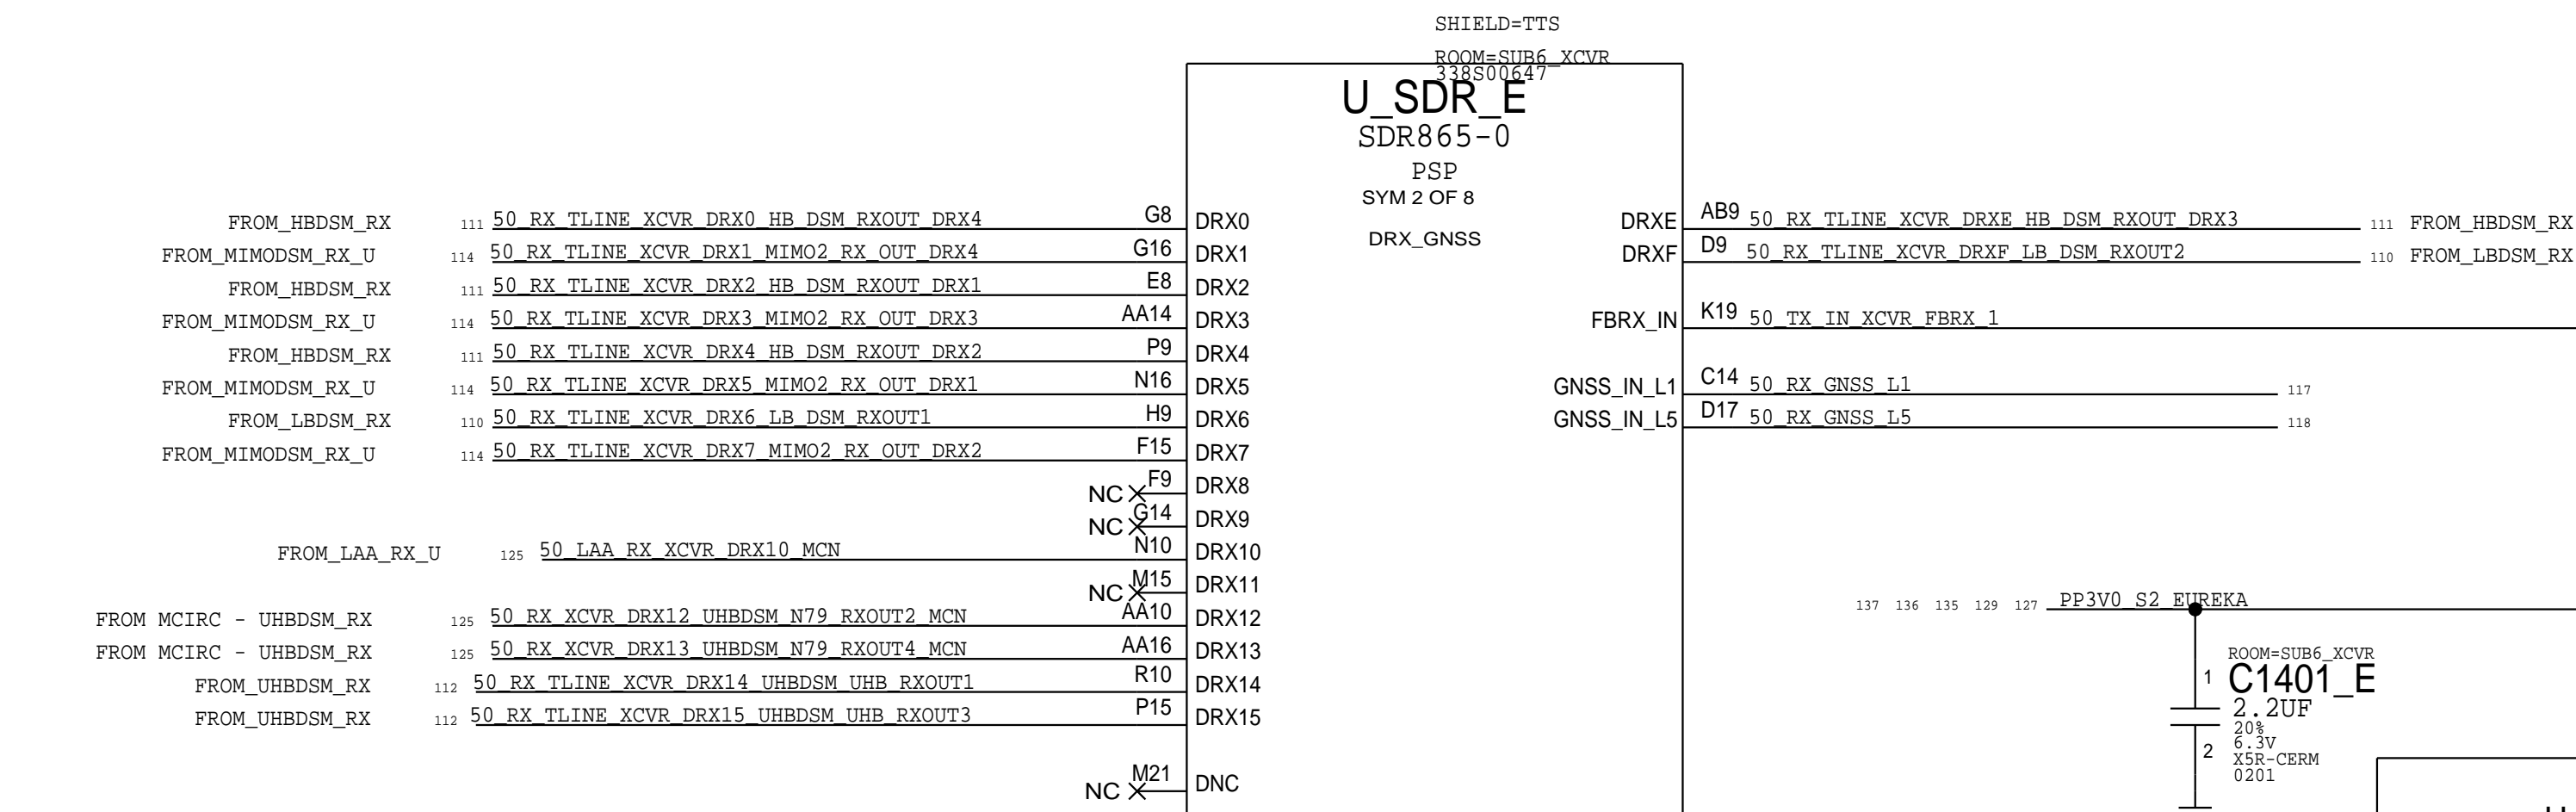 SHIELD=TTS
ROOM=SUB6_XCVR
338S00647
U_SDR_E
SDR865-0
PSP
SYM 2 OF 8
DRX_GNSS
FROM_HBDSM_RX 111 50_RX_TLINE_XCVR_DRX0_HB_DSM_RXOUT_DRX4 G8 DRX0
FROM_MIMODSM_RX_U 114 50_RX_TLINE_XCVR_DRX1_MIMO2_RX_OUT_DRX4 G16 DRX1
FROM_HBDSM_RX 111 50_RX_TLINE_XCVR_DRX2_HB_DSM_RXOUT_DRX1 E8 DRX2
FROM_MIMODSM_RX_U 114 50_RX_TLINE_XCVR_DRX3_MIMO2_RX_OUT_DRX3 AA14 DRX3
FROM_HBDSM_RX 111 50_RX_TLINE_XCVR_DRX4_HB_DSM_RXOUT_DRX2 P9 DRX4
FROM_MIMODSM_RX_U 114 50_RX_TLINE_XCVR_DRX5_MIMO2_RX_OUT_DRX1 N16 DRX5
FROM_LBDSM_RX 110 50_RX_TLINE_XCVR_DRX6_LB_DSM_RXOUT1 H9 DRX6
FROM_MIMODSM_RX_U 114 50_RX_TLINE_XCVR_DRX7_MIMO2_RX_OUT_DRX2 F15 DRX7
NC F9 DRX8
NC G14 DRX9
FROM_LAA_RX_U 125 50_LAA_RX_XCVR_DRX10_MCN N10 DRX10
NC M15 DRX11
FROM MCIRC - UHBDSM_RX 125 50_RX_XCVR_DRX12_UHBDSM_N79_RXOUT2_MCN AA10 DRX12
FROM MCIRC - UHBDSM_RX 125 50_RX_XCVR_DRX13_UHBDSM_N79_RXOUT4_MCN AA16 DRX13
FROM_UHBDSM_RX 112 50_RX_TLINE_XCVR_DRX14_UHBDSM_UHB_RXOUT1 R10 DRX14
FROM_UHBDSM_RX 112 50_RX_TLINE_XCVR_DRX15_UHBDSM_UHB_RXOUT3 P15 DRX15
NC M21 DNC
DRXE AB9 50_RX_TLINE_XCVR_DRXE_HB_DSM_RXOUT_DRX3 111 FROM_HBDSM_RX
DRXF D9 50_RX_TLINE_XCVR_DRXF_LB_DSM_RXOUT2 110 FROM_LBDSM_RX
FBRX_IN K19 50_TX_IN_XCVR_FBRX_1
GNSS_IN_L1 C14 50_RX_GNSS_L1 117
GNSS_IN_L5 D17 50_RX_GNSS_L5 118
137 136 135 129 127 PP3V0_S2_EUREKA
ROOM=SUB6_XCVR
1 C1401_E
2.2UF
20%
2 6.3V
X5R-CERM
0201